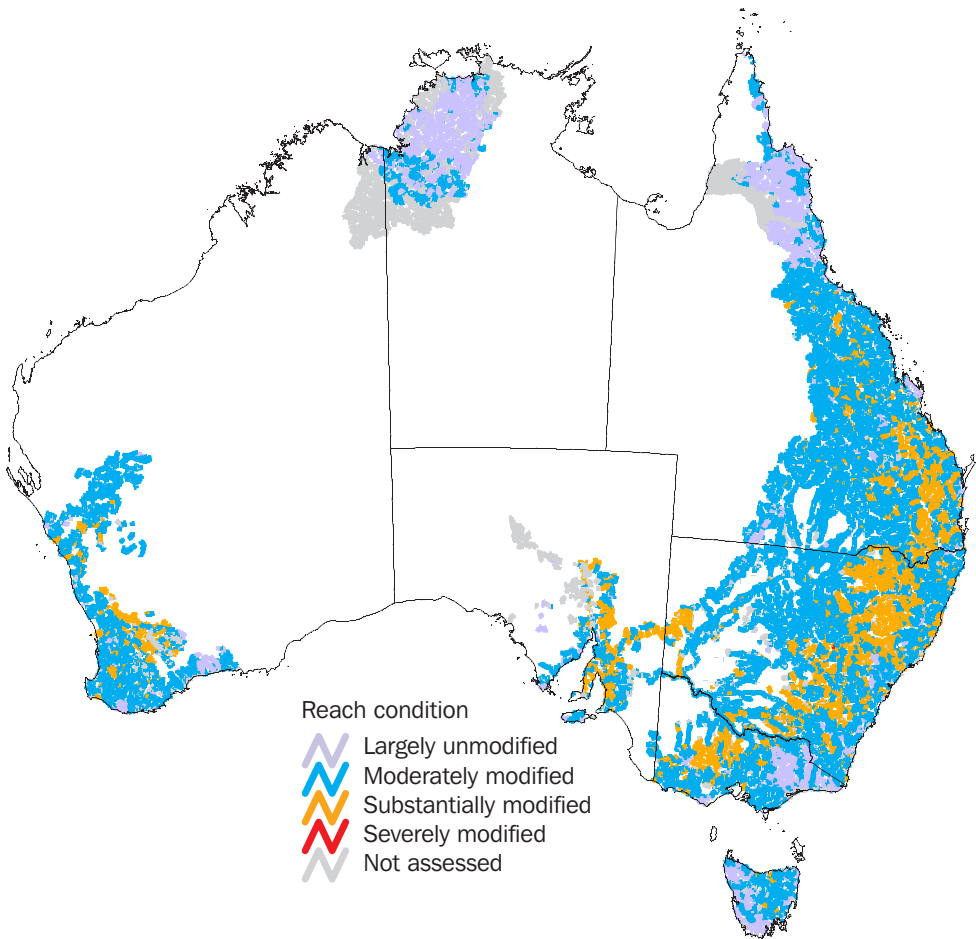 Reach condition
Largely unmodified
Moderately modified
Substantially modified
Severely modified
Not assessed